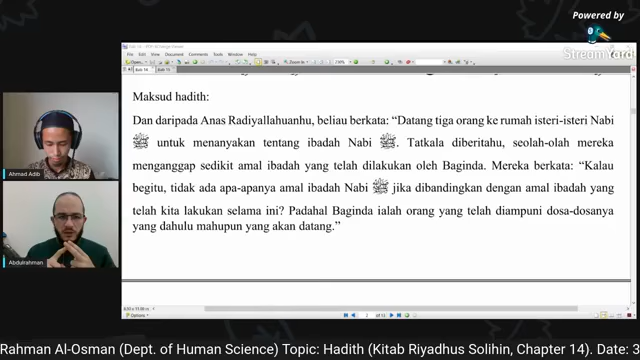 Powered by
StreamYard
Maksud hadith:
Dan daripada Anas Radiyallahuanhu, beliau berkata: “Datang tiga orang ke rumah isteri-isteri Nabi
ﷺ untuk menanyakan tentang ibadah Nabi ﷺ. Tatkala diberitahu, seolah-olah mereka
menganggap sedikit amal ibadah yang telah dilakukan oleh Baginda. Mereka berkata: “Kalau
begitu, tidak ada apa-apanya amal ibadah Nabi ﷺ jika dibandingkan dengan amal ibadah yang
telah kita lakukan selama ini? Padahal Baginda ialah orang yang telah diampuni dosa-dosanya
yang dahulu mahupun yang akan datang.”
Ahmad Adib
Abdulrahman
Rahman Al-Osman (Dept. of Human Science) Topic: Hadith (Kitab Riyadhus Solihin, Chapter 14). Date: 3